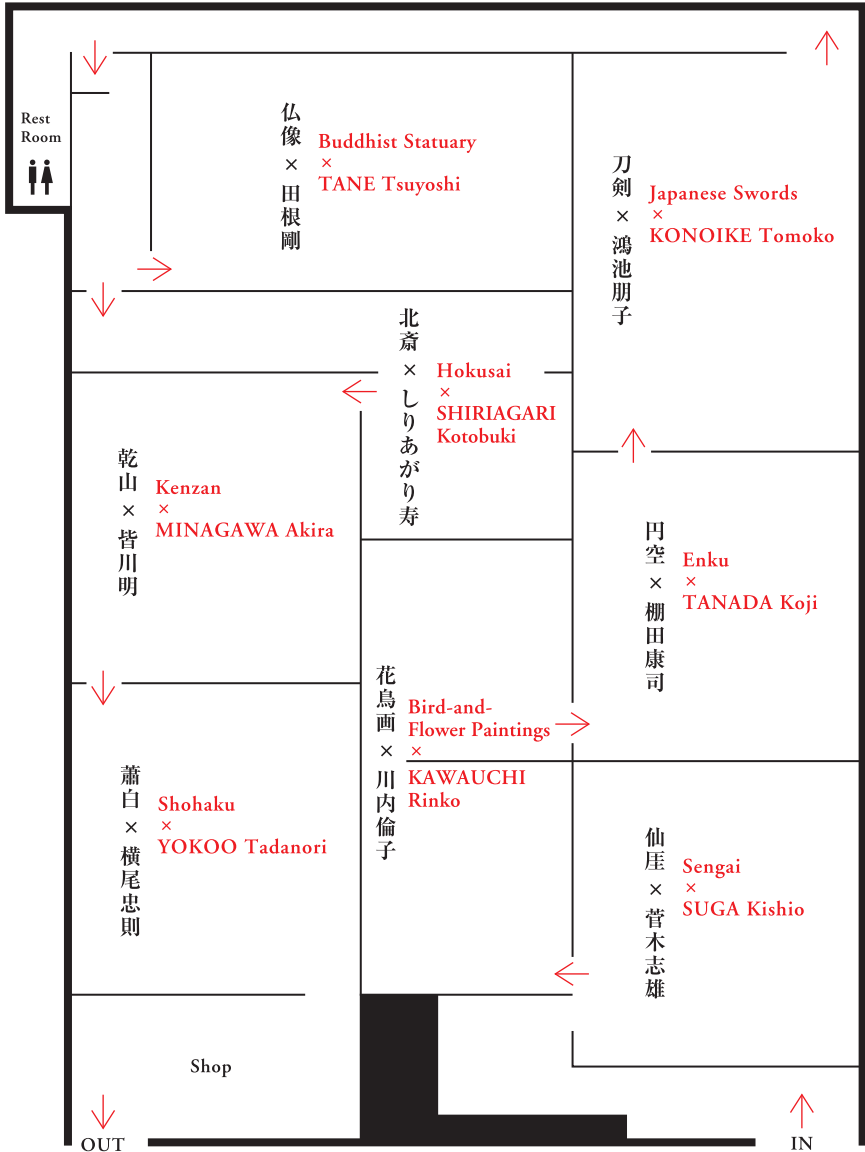 Rest
Room
仏像×田根剛
Buddhist Statuary
×
TANE Tsuyoshi
刀剣×鴻池朋子
Japanese Swords
×
KONOIKE Tomoko
北斎×しりあがり寿
Hokusai
×
SHIRIAGARI
Kotobuki
乾山×皆川明
Kenzan
×
MINAGAWA Akira
円空×棚田康司
Enku
×
TANADA Koji
花鳥画×川内倫子
Bird-and-
Flower Paintings
×
KAWAUCHI
Rinko
蕭白×横尾忠則
Shohaku
×
YOKOO Tadanori
仙厓×菅木志雄
Sengai
×
SUGA Kishio
Shop
OUT
IN